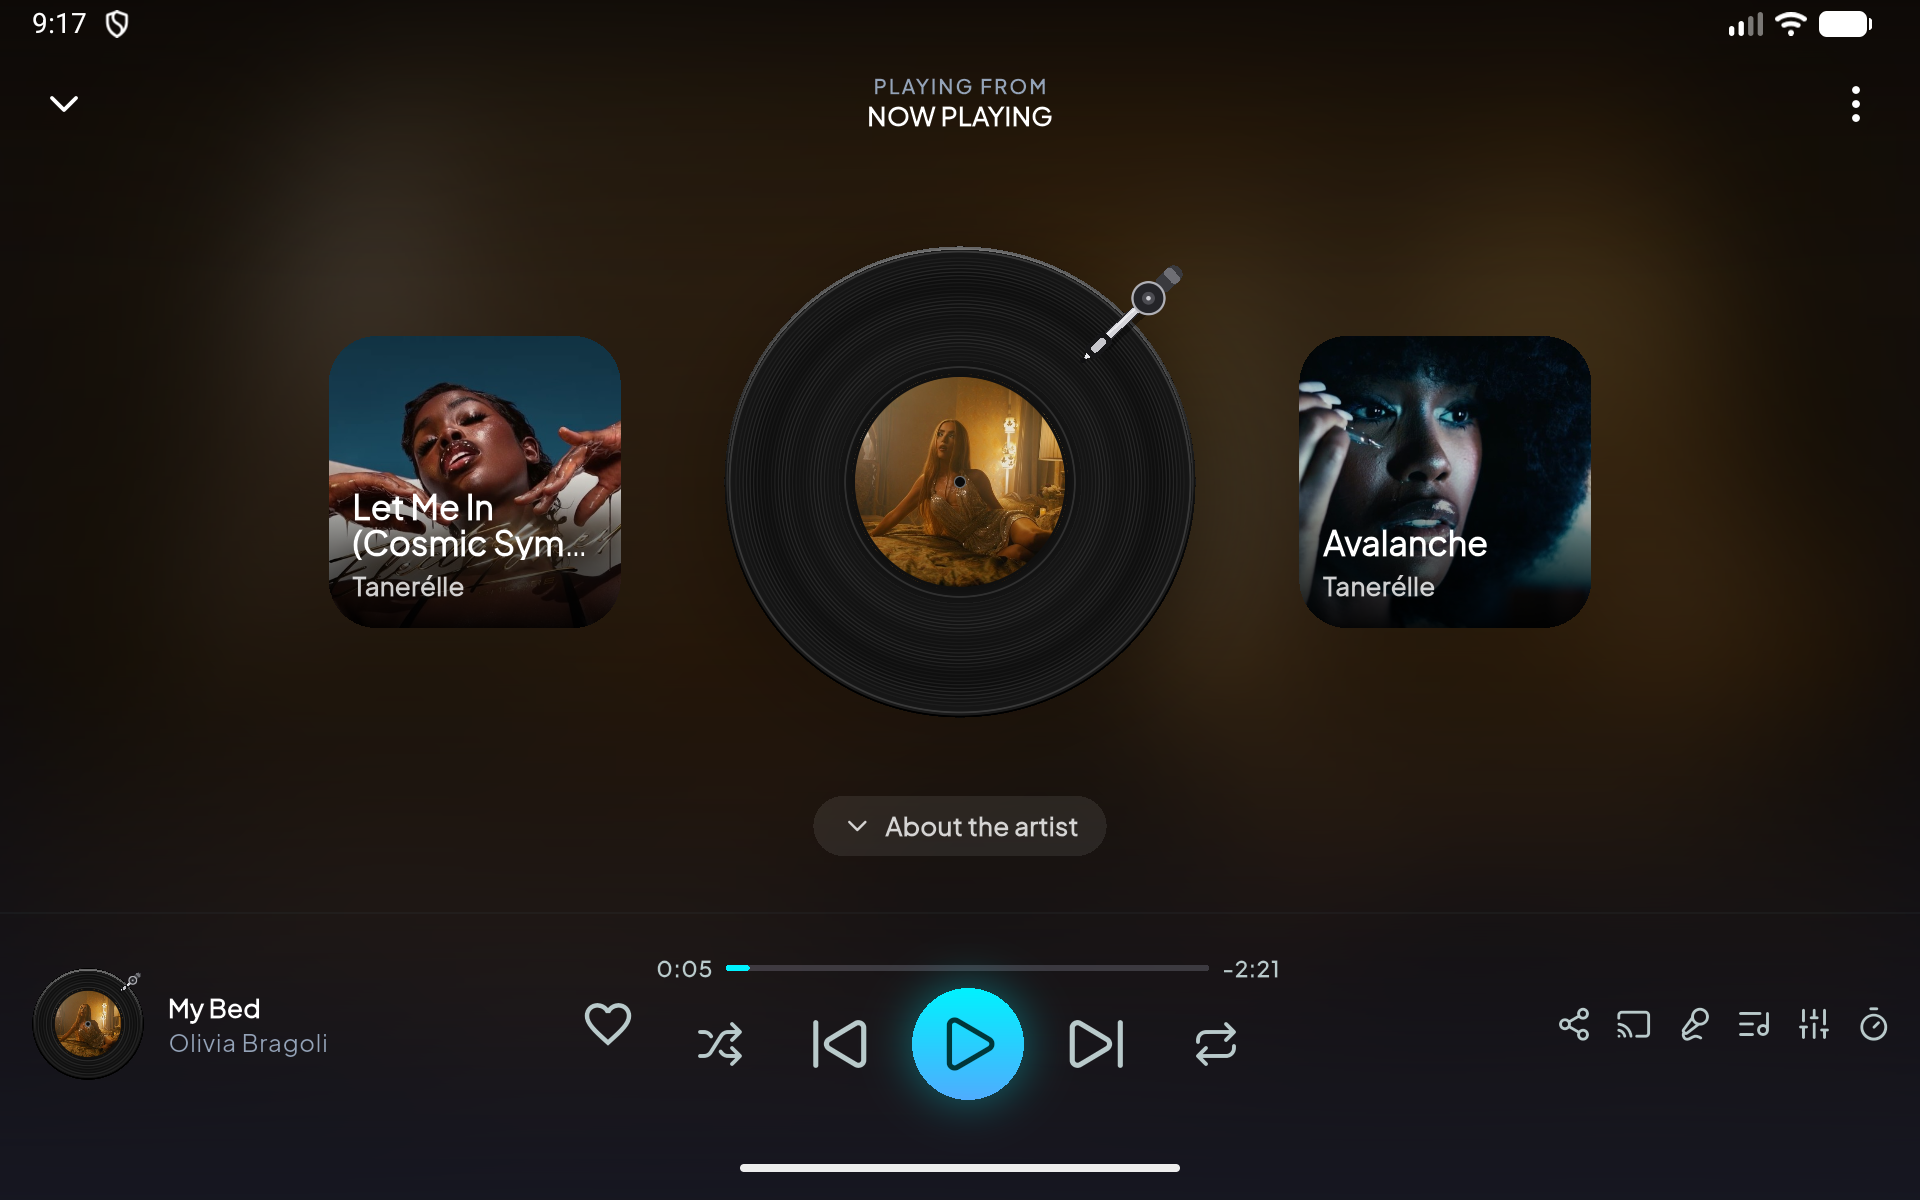 9:17
PLAYING FROM
NOW PLAYING
Let Me In
(Cosmic Sym...
Tanerélle
Avalanche
Tanerélle
About the artist
0:05
-2:21
My Bed
Olivia Bragoli